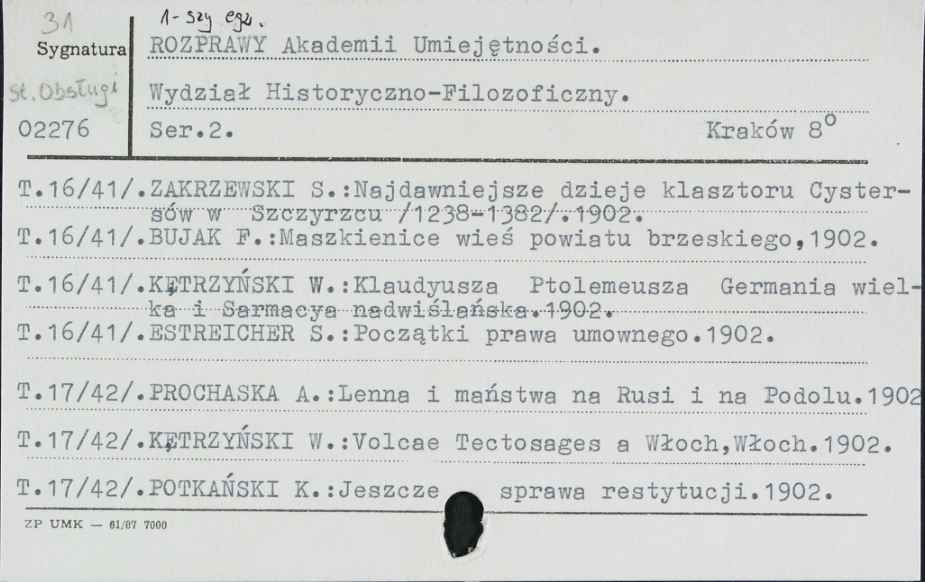 31
1-szy egz.
Sygnatura
ROZPRAWY Akademii Umiejętności.
st. Obsługi
Wydział Historyczno-Filozoficzny.
02276
Ser.2. Kraków 8°
T.16/41/.ZAKRZEWSKI S.:Najdawniejsze dzieje klasztoru Cyster-
sów w Szczyrzcu /1238-1382/.1902.
T.16/41/.BUJAK F.:Maszkienice wieś powiatu brzeskiego,1902.
T.16/41/.KĘTRZYŃSKI W.:Klaudyusza Ptolemeusza Germania wiel-
ka i Sarmacya nadwiślańska.1902.
T.16/41/.ESTREICHER S.:Początki prawa umownego.1902.
T.17/42/.PROCHASKA A.:Lenna i maństwa na Rusi i na Podolu.1902
T.17/42/.KĘTRZYŃSKI W.:Volcae Tectosages a Włoch,Włoch.1902.
T.17/42/.POTKAŃSKI K.:Jeszcze sprawa restytucji.1902.
ZP UMK — 61/67 7000